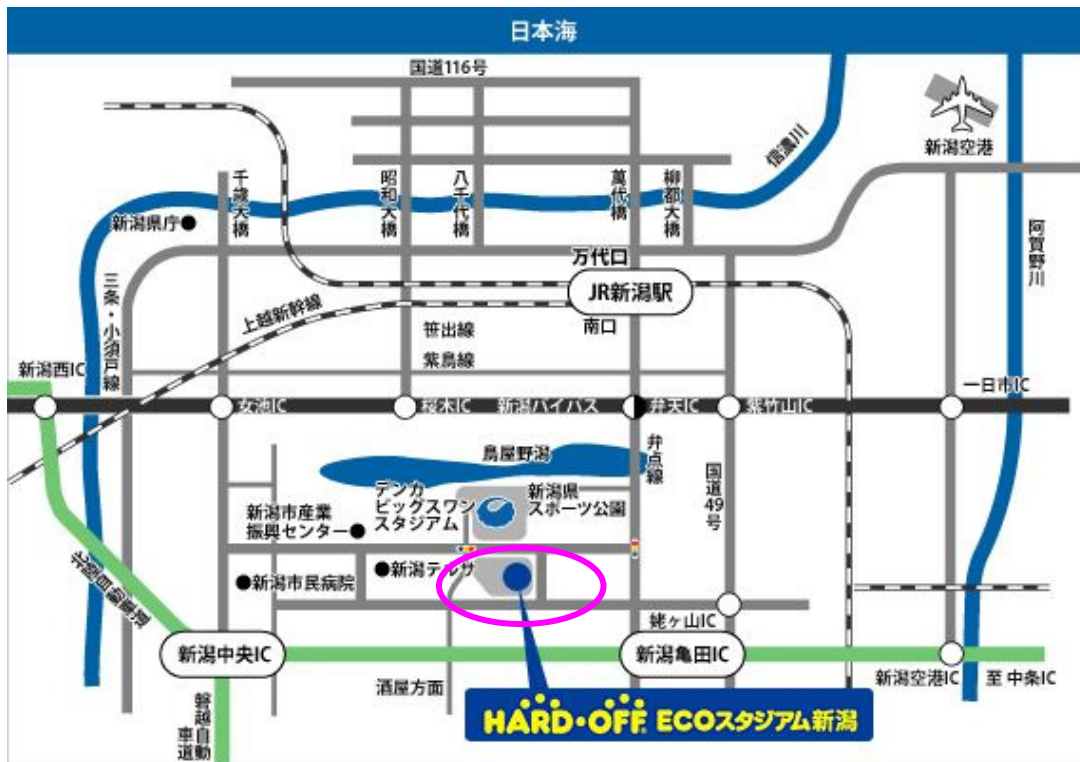 日本海
国道116号
信濃川
新潟空港
千歳大橋
昭和大橋
八千代橋
萬代橋
柳都大橋
新潟県庁
阿賀野川
万代口
JR新潟駅
南口
三条・小須戸線
上越新幹線
笹出線
紫鳥線
新潟西IC
女池IC
桜木IC
新潟バイパス
弁天IC
紫竹山IC
一日市IC
鳥屋野潟
弁点線
国道49号
デンカ
ビッグスワン
スタジアム
新潟県
スポーツ公園
新潟市産業
振興センター
新潟市民病院
新潟テルサ
北陸自動車道
姥ヶ山IC
新潟中央IC
新潟亀田IC
新潟空港IC
至 中条IC
酒屋方面
磐越自動
車道
HARD・OFF ECOスタジアム新潟